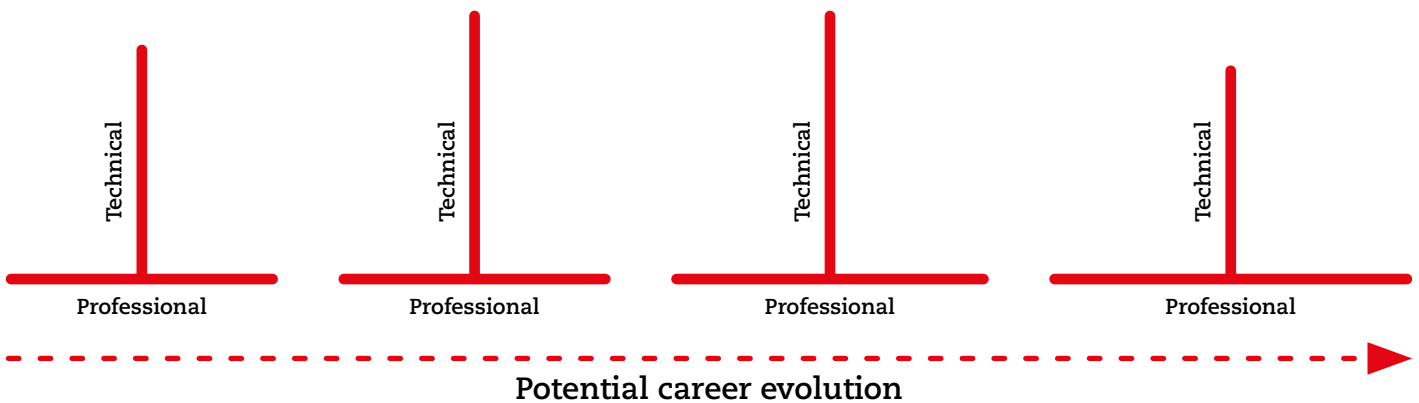 Technical
Technical
Technical
Technical
Professional
Professional
Professional
Professional
Potential career evolution